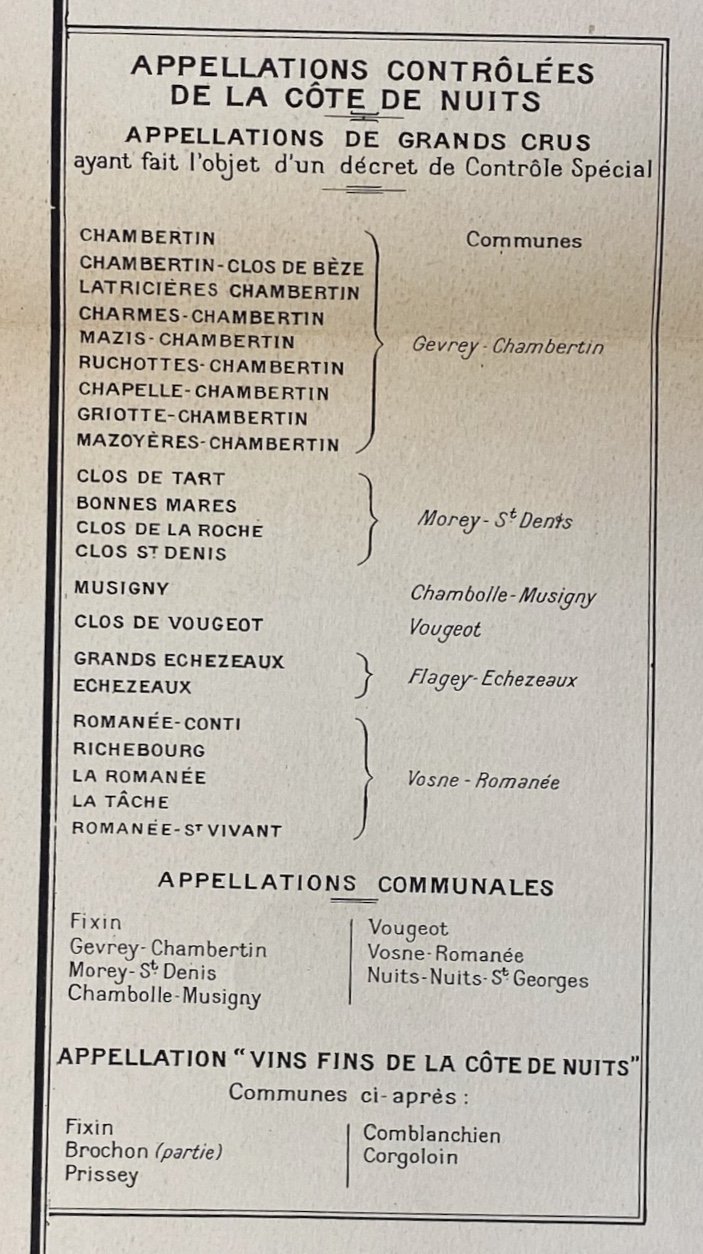 APPELLATIONS CONTRÔLÉES
DE LA CÔTE DE NUITS
APPELLATIONS DE GRANDS CRUS
ayant fait l'objet d'un décret de Contrôle Spécial
Communes
CHAMBERTIN
CHAMBERTIN-CLOS DE BÈZE
LATRICIÈRES CHAMBERTIN
CHARMES-CHAMBERTIN
MAZIS-CHAMBERTIN
RUCHOTTES-CHAMBERTIN
CHAPELLE-CHAMBERTIN
GRIOTTE-CHAMBERTIN
MAZOYÈRES-CHAMBERTIN
Gevrey-Chambertin
CLOS DE TART
BONNES MARES
CLOS DE LA ROCHE
CLOS ST DENIS
Morey-St Denis
MUSIGNY
Chambolle-Musigny
CLOS DE VOUGEOT
Vougeot
GRANDS ECHEZEAUX
ECHEZEAUX
Flagey-Echezeaux
ROMANÉE-CONTI
RICHEBOURG
LA ROMANÉE
LA TÂCHE
ROMANÉE-ST VIVANT
Vosne-Romanée
APPELLATIONS COMMUNALES
Fixin
Gevrey-Chambertin
Morey-St Denis
Chambolle-Musigny
Vougeot
Vosne-Romanée
Nuits-Nuits-St Georges
APPELLATION "VINS FINS DE LA CÔTE DE NUITS"
Communes ci-après :
Fixin
Brochon (partie)
Prissey
Comblanchien
Corgoloin